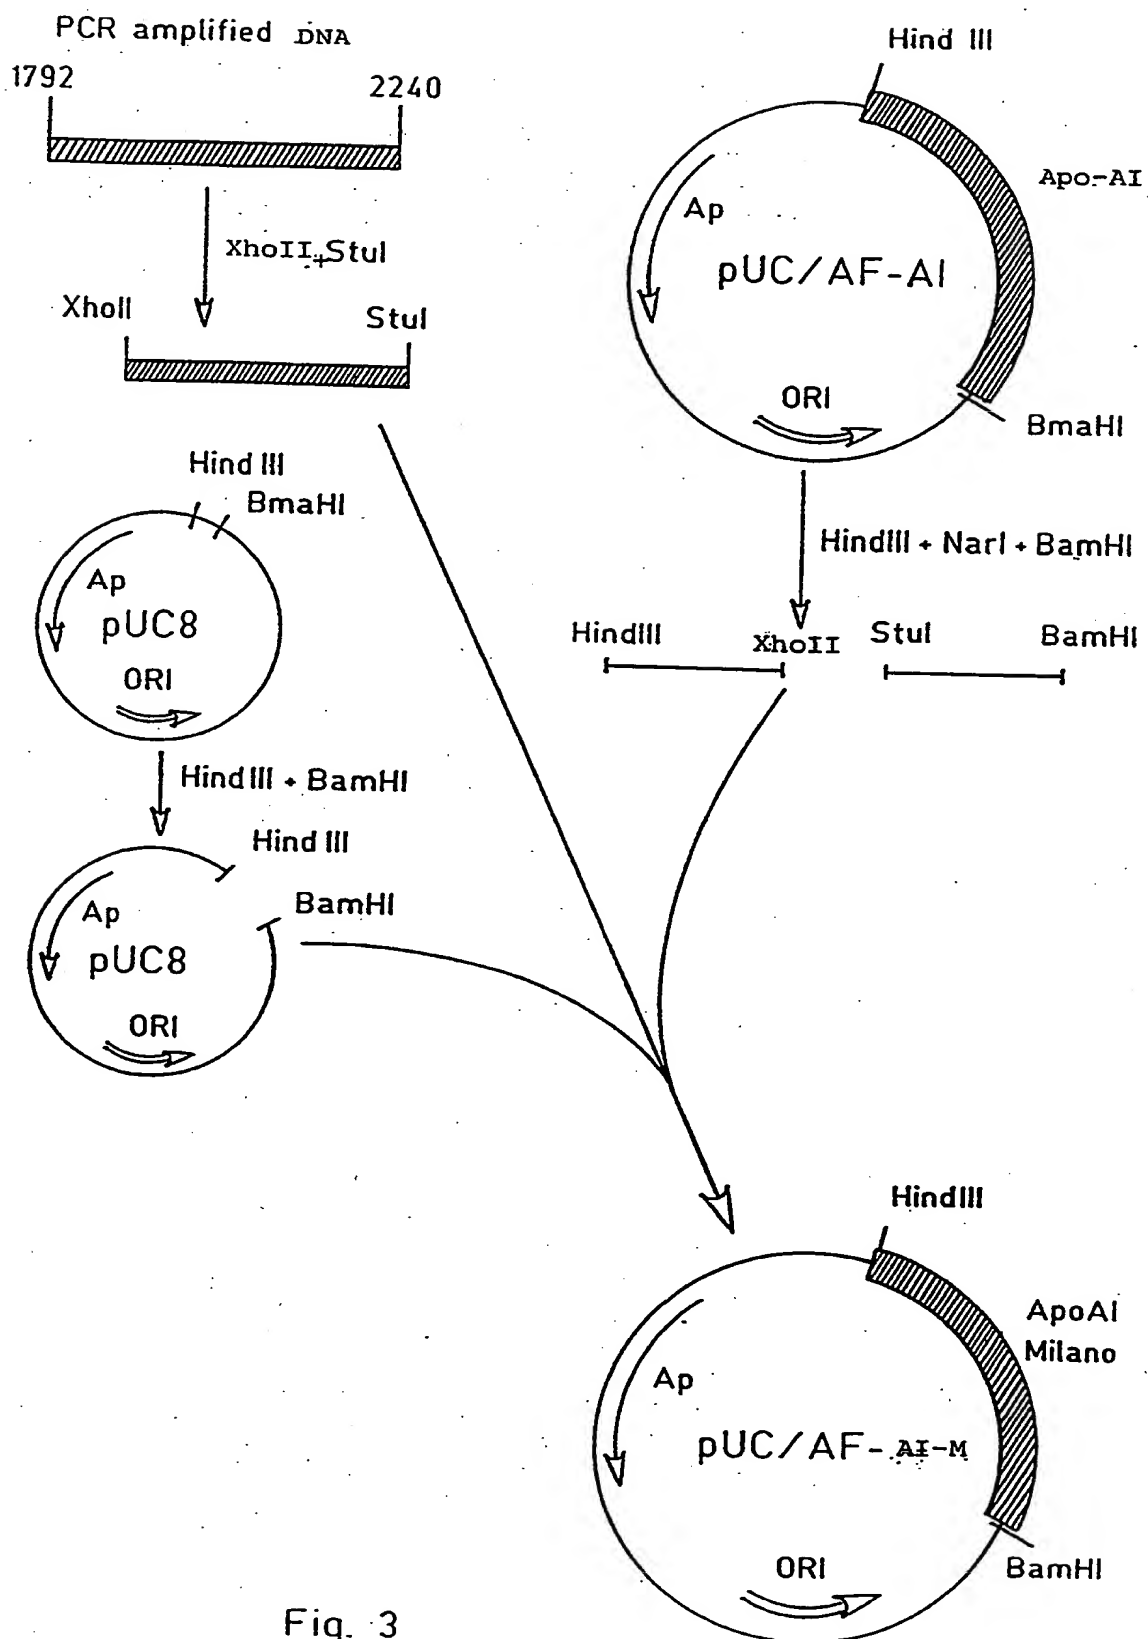 PCR amplified DNA
1792
2240
XhoII+StuI
XhoII
StuI
Hind III
BmaHI
Ap
pUC8
ORI
HindIII + BamHI
Hind III
BamHI
Ap
pUC8
ORI
Hind III
Apo-AI
Ap
pUC/AF-AI
ORI
BmaHI
HindIII + NarI + BamHI
HindIII
XhoII
StuI
BamHI
HindIII
ApoAI
Milano
Ap
pUC/AF-AI-M
ORI
BamHI
Fig. 3